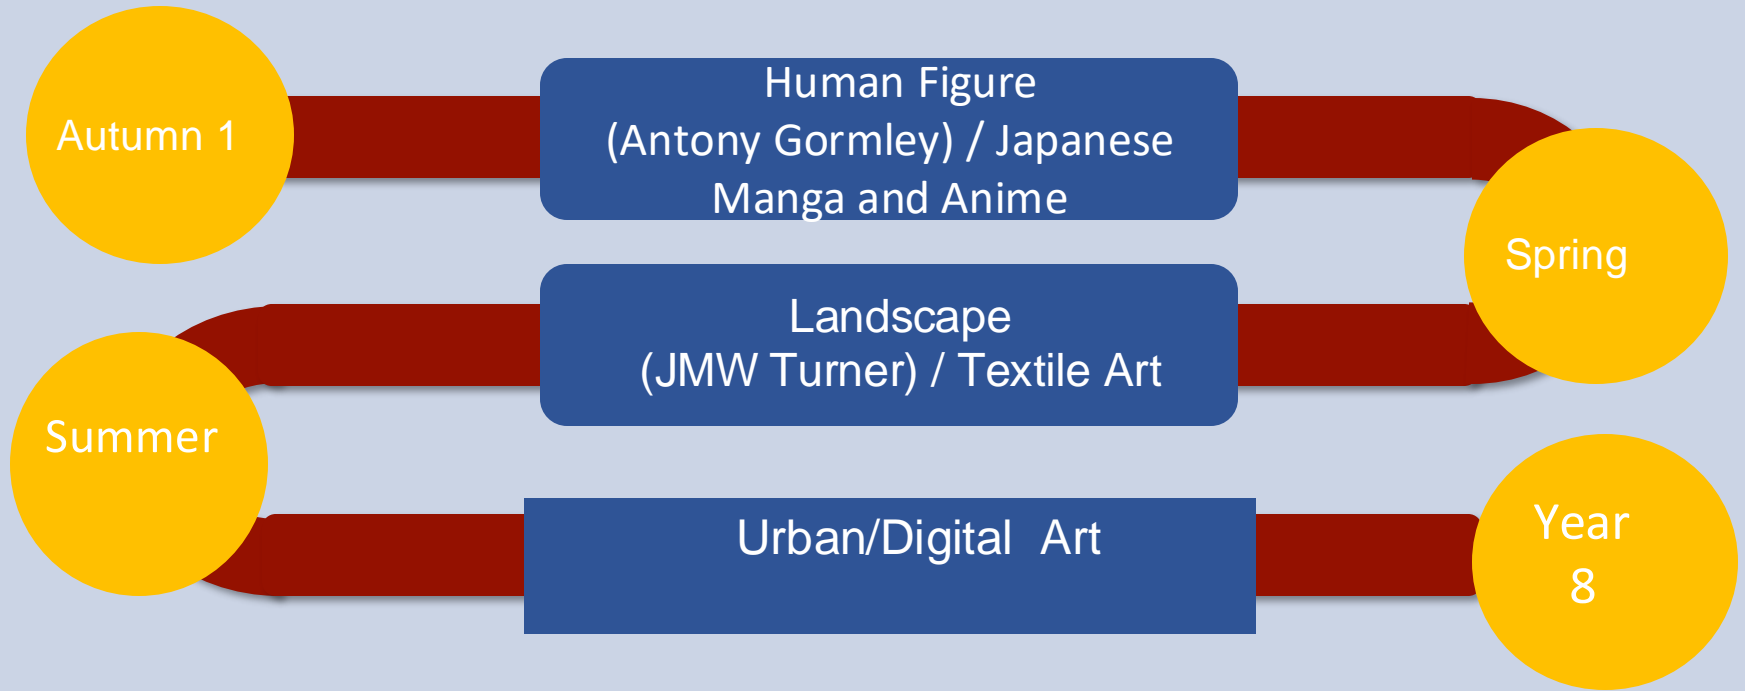 Autumn 1
Human Figure
(Antony Gormley) / Japanese
Manga and Anime
Spring
Landscape
(JMW Turner) / Textile Art
Summer
Urban/Digital  Art
Year
8